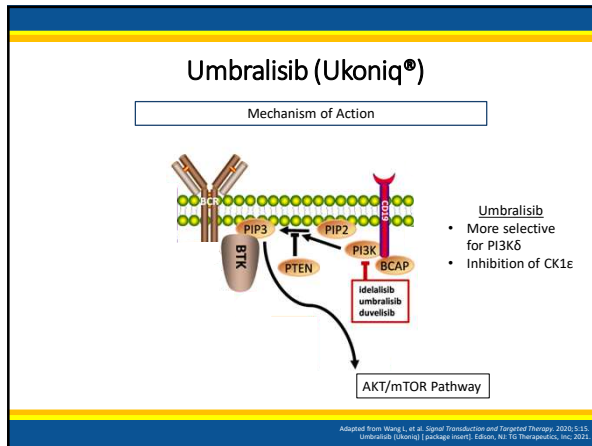 Umbralisib (Ukoniq®)
Mechanism of Action
BCR
CD19
PIP3
PIP2
PI3K
BTK
PTEN
BCAP
idelalisib
umbralisib
duvelisib
Umbralisib
• More selective
for PI3Kδ
• Inhibition of CK1ε
AKT/mTOR Pathway
Adapted from Wang L, et al. Signal Transduction and Targeted Therapy. 2020; 5:15.
Umbralisib (Ukoniq) [ package insert]. Edison, NJ: TG Therapeutics, Inc; 2021.